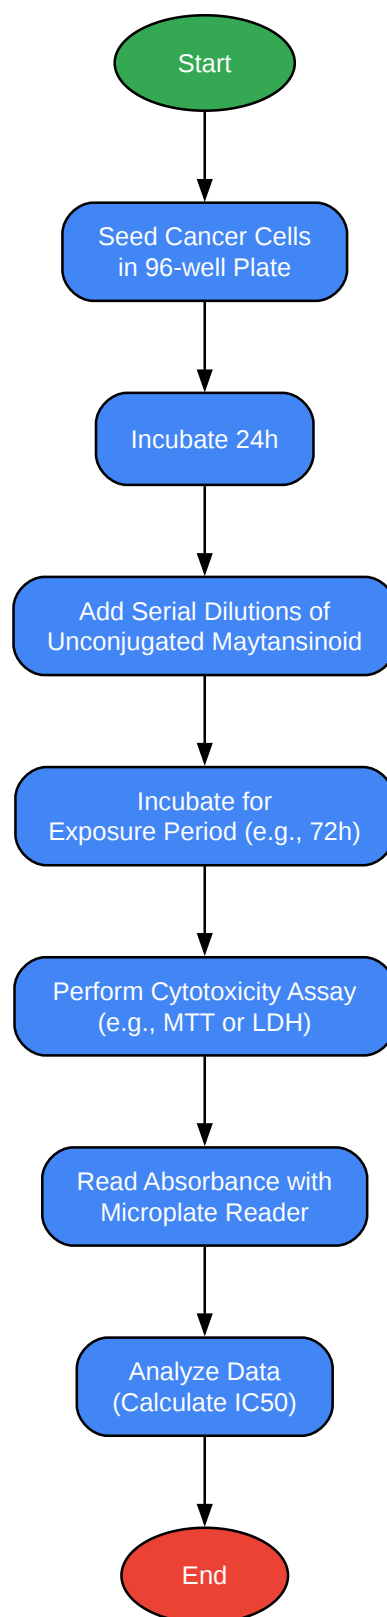 Start
Seed Cancer Cells
in 96-well Plate
Incubate 24h
Add Serial Dilutions of
Unconjugated Maytansinoid
Incubate for
Exposure Period (e.g., 72h)
Perform Cytotoxicity Assay
(e.g., MTT or LDH)
Read Absorbance with
Microplate Reader
Analyze Data
(Calculate IC50)
End